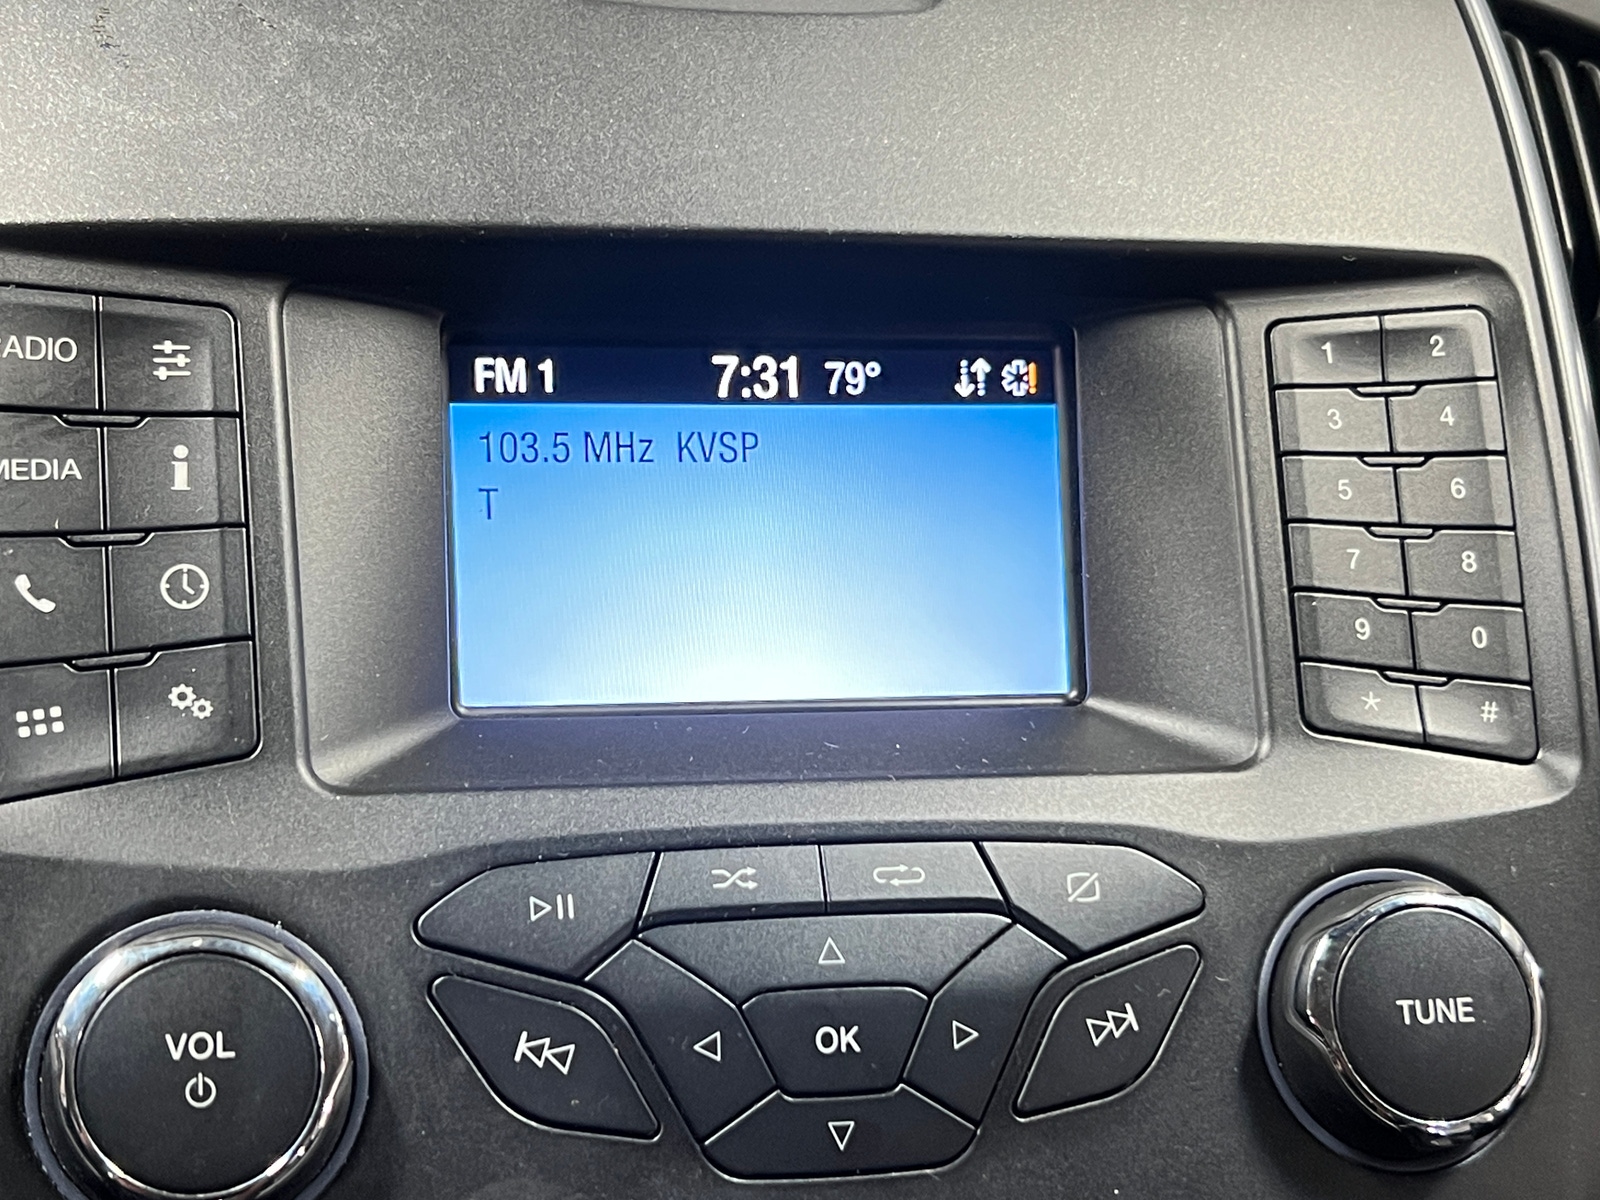 FM 1 7:31 79°
103.5 MHz KVSP
T
RADIO
MEDIA
1 2
3 4
5 6
7 8
9 0
* #
VOL
OK
TUNE